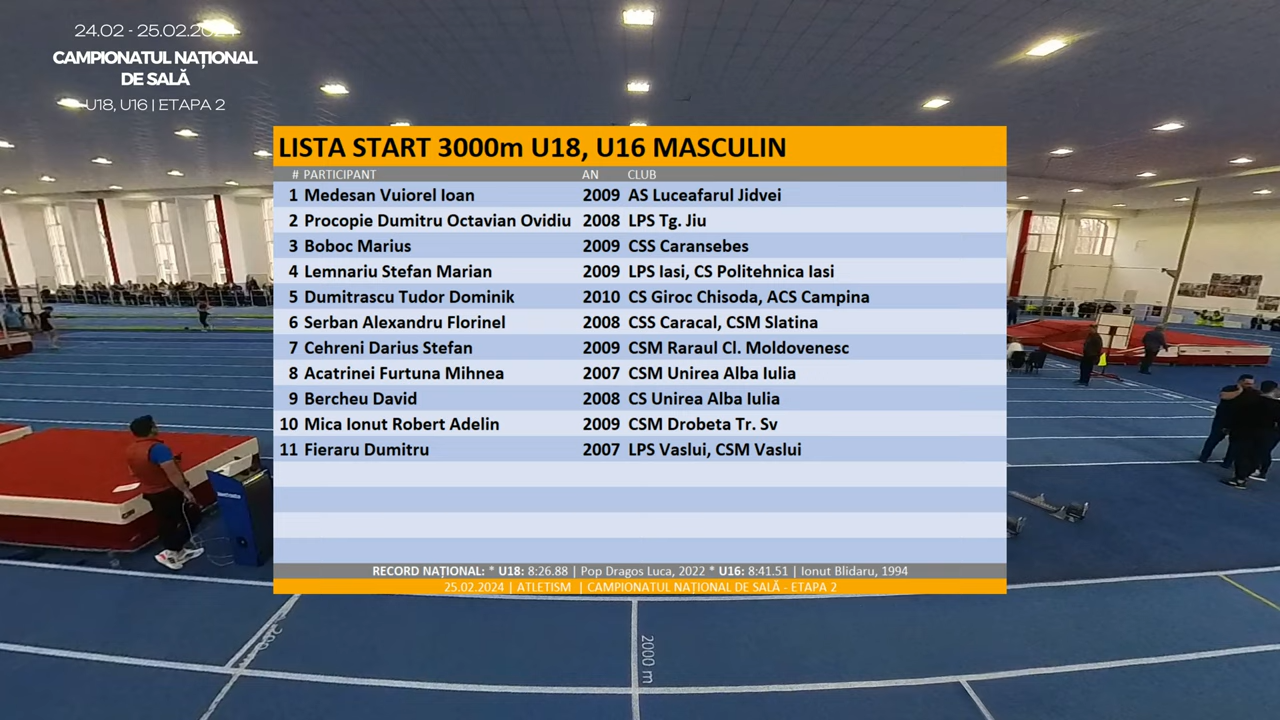 24.02 - 25.02.2024
CAMPIONATUL NAȚIONAL
DE SALĂ
U18, U16 | ETAPA 2
LISTA START 3000m U18, U16 MASCULIN
# PARTICIPANT AN CLUB
1 Medesan Vuiorel Ioan 2009 AS Luceafarul Jidvei
2 Procopie Dumitru Octavian Ovidiu 2008 LPS Tg. Jiu
3 Boboc Marius 2009 CSS Caransebes
4 Lemnariu Stefan Marian 2009 LPS Iasi, CS Politehnica Iasi
5 Dumitrascu Tudor Dominik 2010 CS Giroc Chisoda, ACS Campina
6 Serban Alexandru Florinel 2008 CSS Caracal, CSM Slatina
7 Cehreni Darius Stefan 2009 CSM Raraul Cl. Moldovenesc
8 Acatrinei Furtuna Mihnea 2007 CSM Unirea Alba Iulia
9 Bercheu David 2008 CS Unirea Alba Iulia
10 Mica Ionut Robert Adelin 2009 CSM Drobeta Tr. Sv
11 Fieraru Dumitru 2007 LPS Vaslui, CSM Vaslui
RECORD NAȚIONAL: * U18: 8:26.88 | Pop Dragos Luca, 2022 * U16: 8:41.51 | Ionut Blidaru, 1994
25.02.2024 | ATLETISM | CAMPIONATUL NAȚIONAL DE SALĂ - ETAPA 2
2000 m